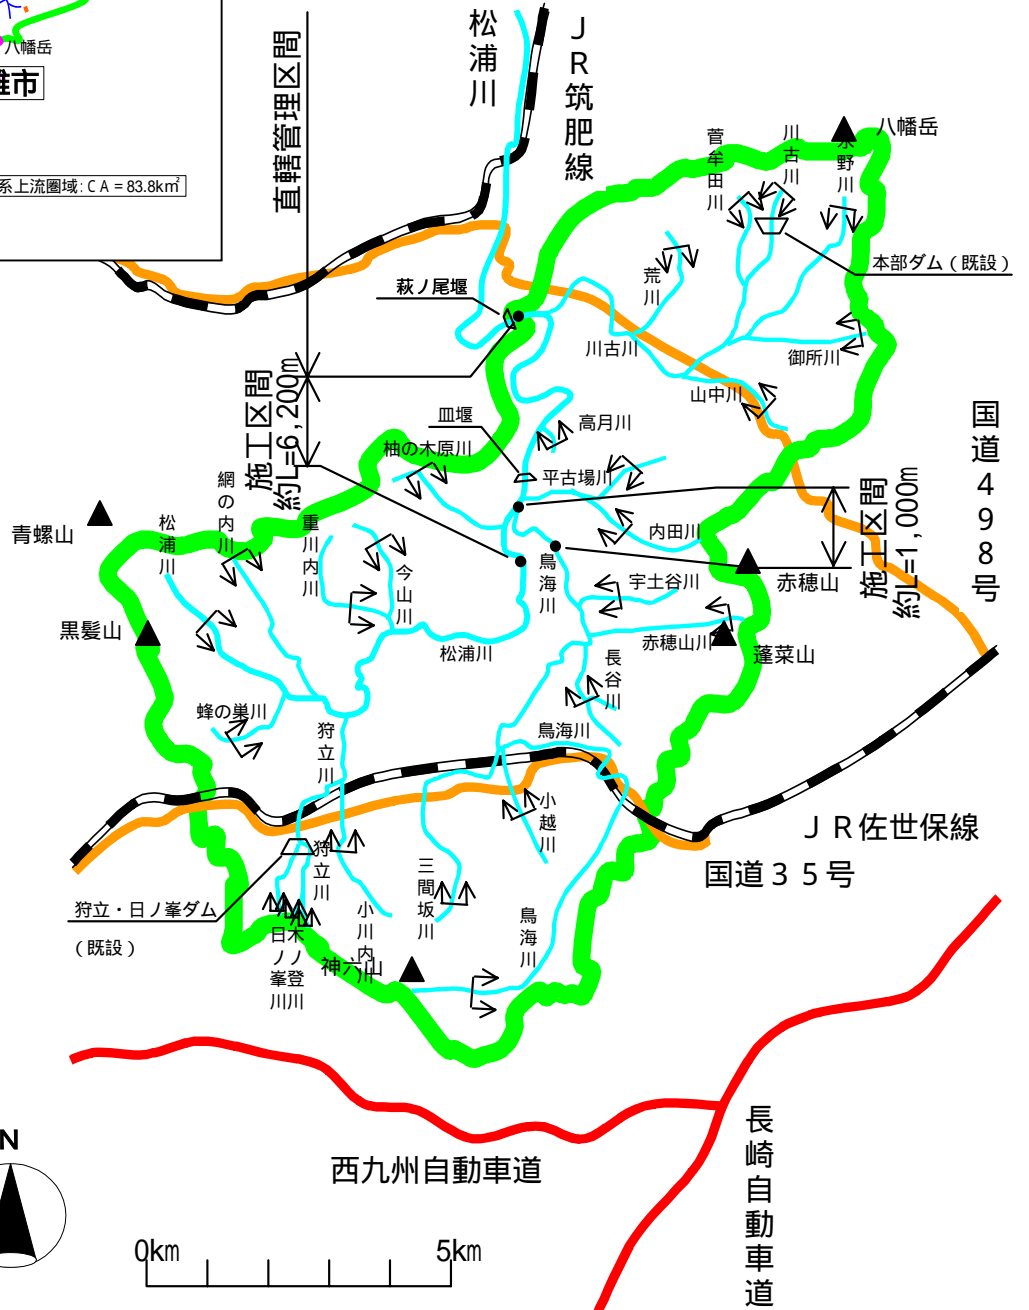 八幡岳
雄市
系上流圏域：ＣＡ＝83.8k㎡
直轄管理区間
松浦川
ＪＲ筑肥線
菅牟田川
川古川
永野川
八幡岳
本部ダム（既設）
荒川
萩ノ尾堰
川古川
御所川
山中川
施工区間
約L=6,200m
皿堰
高月川
柚の木原川
平古場川
国道４９８号
施工区間
約L=1,000m
網の内川
重川内川
松浦川
青螺山
今山川
内田川
鳥海川
宇土谷川
赤穂山
黒髪山
松浦川
赤穂山川
蓬菜山
長谷川
蜂の巣川
狩立川
鳥海川
小越川
ＪＲ佐世保線
国道３５号
狩立川
三間坂川
狩立・日ノ峯ダム
（既設）
小川内川
鳥海川
日ノ峯川
木ノ登川
神六山
西九州自動車道
長崎自動車道
N
0km
5km